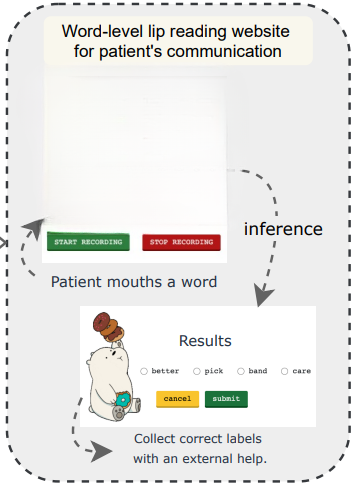 Word-level lip reading website
for patient's communication
START RECORDING STOP RECORDING
inference
Patient mouths a word
Results
better pick band care
cancel submit
Collect correct labels
with an external help.